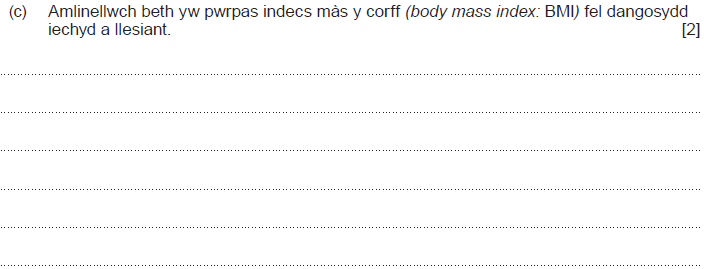 (c) Amlinellwch beth yw pwrpas indecs màs y corff (body mass index: BMI) fel dangosydd
iechyd a llesiant. [2]